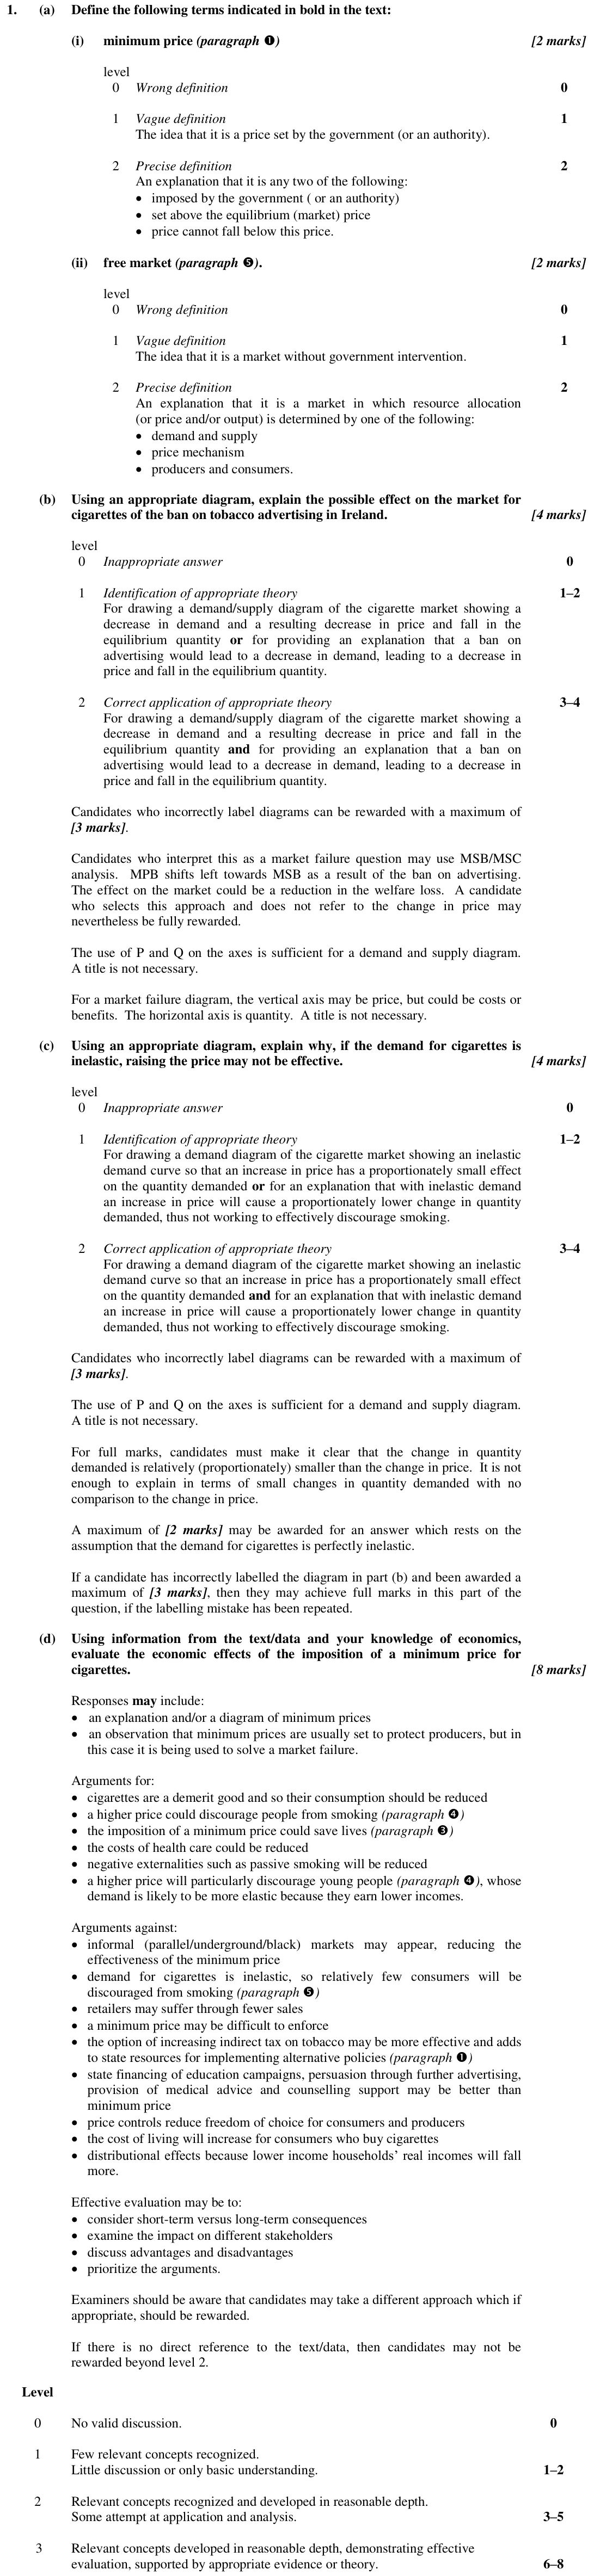 1. (a) Define the following terms indicated in bold in the text:
(i) minimum price (paragraph ❶) [2 marks]
level
0 Wrong definition 0
1 Vague definition 1
The idea that it is a price set by the government (or an authority).
2 Precise definition 2
An explanation that it is any two of the following:
• imposed by the government ( or an authority)
• set above the equilibrium (market) price
• price cannot fall below this price.
(ii) free market (paragraph ❺). [2 marks]
level
0 Wrong definition 0
1 Vague definition 1
The idea that it is a market without government intervention.
2 Precise definition 2
An explanation that it is a market in which resource allocation
(or price and/or output) is determined by one of the following:
• demand and supply
• price mechanism
• producers and consumers.
(b) Using an appropriate diagram, explain the possible effect on the market for
cigarettes of the ban on tobacco advertising in Ireland. [4 marks]
level
0 Inappropriate answer 0
1 Identification of appropriate theory 1–2
For drawing a demand/supply diagram of the cigarette market showing a
decrease in demand and a resulting decrease in price and fall in the
equilibrium quantity or for providing an explanation that a ban on
advertising would lead to a decrease in demand, leading to a decrease in
price and fall in the equilibrium quantity.
2 Correct application of appropriate theory 3–4
For drawing a demand/supply diagram of the cigarette market showing a
decrease in demand and a resulting decrease in price and fall in the
equilibrium quantity and for providing an explanation that a ban on
advertising would lead to a decrease in demand, leading to a decrease in
price and fall in the equilibrium quantity.
Candidates who incorrectly label diagrams can be rewarded with a maximum of
[3 marks].
Candidates who interpret this as a market failure question may use MSB/MSC
analysis. MPB shifts left towards MSB as a result of the ban on advertising.
The effect on the market could be a reduction in the welfare loss. A candidate
who selects this approach and does not refer to the change in price may
nevertheless be fully rewarded.
The use of P and Q on the axes is sufficient for a demand and supply diagram.
A title is not necessary.
For a market failure diagram, the vertical axis may be price, but could be costs or
benefits. The horizontal axis is quantity. A title is not necessary.
(c) Using an appropriate diagram, explain why, if the demand for cigarettes is
inelastic, raising the price may not be effective. [4 marks]
level
0 Inappropriate answer 0
1 Identification of appropriate theory 1–2
For drawing a demand diagram of the cigarette market showing an inelastic
demand curve so that an increase in price has a proportionately small effect
on the quantity demanded or for an explanation that with inelastic demand
an increase in price will cause a proportionately lower change in quantity
demanded, thus not working to effectively discourage smoking.
2 Correct application of appropriate theory 3–4
For drawing a demand diagram of the cigarette market showing an inelastic
demand curve so that an increase in price has a proportionately small effect
on the quantity demanded and for an explanation that with inelastic demand
an increase in price will cause a proportionately lower change in quantity
demanded, thus not working to effectively discourage smoking.
Candidates who incorrectly label diagrams can be rewarded with a maximum of
[3 marks].
The use of P and Q on the axes is sufficient for a demand and supply diagram.
A title is not necessary.
For full marks, candidates must make it clear that the change in quantity
demanded is relatively (proportionately) smaller than the change in price. It is not
enough to explain in terms of small changes in quantity demanded with no
comparison to the change in price.
A maximum of [2 marks] may be awarded for an answer which rests on the
assumption that the demand for cigarettes is perfectly inelastic.
If a candidate has incorrectly labelled the diagram in part (b) and been awarded a
maximum of [3 marks], then they may achieve full marks in this part of the
question, if the labelling mistake has been repeated.
(d) Using information from the text/data and your knowledge of economics,
evaluate the economic effects of the imposition of a minimum price for
cigarettes. [8 marks]
Responses may include:
• an explanation and/or a diagram of minimum prices
• an observation that minimum prices are usually set to protect producers, but in
this case it is being used to solve a market failure.
Arguments for:
• cigarettes are a demerit good and so their consumption should be reduced
• a higher price could discourage people from smoking (paragraph ❹)
• the imposition of a minimum price could save lives (paragraph ❸)
• the costs of health care could be reduced
• negative externalities such as passive smoking will be reduced
• a higher price will particularly discourage young people (paragraph ❹), whose
demand is likely to be more elastic because they earn lower incomes.
Arguments against:
• informal (parallel/underground/black) markets may appear, reducing the
effectiveness of the minimum price
• demand for cigarettes is inelastic, so relatively few consumers will be
discouraged from smoking (paragraph ❺)
• retailers may suffer through fewer sales
• a minimum price may be difficult to enforce
• the option of increasing indirect tax on tobacco may be more effective and adds
to state resources for implementing alternative policies (paragraph ❶)
• state financing of education campaigns, persuasion through further advertising,
provision of medical advice and counselling support may be better than
minimum price
• price controls reduce freedom of choice for consumers and producers
• the cost of living will increase for consumers who buy cigarettes
• distributional effects because lower income households' real incomes will fall
more.
Effective evaluation may be to:
• consider short-term versus long-term consequences
• examine the impact on different stakeholders
• discuss advantages and disadvantages
• prioritize the arguments.
Examiners should be aware that candidates may take a different approach which if
appropriate, should be rewarded.
If there is no direct reference to the text/data, then candidates may not be
rewarded beyond level 2.
Level
0 No valid discussion. 0
1 Few relevant concepts recognized.
Little discussion or only basic understanding. 1–2
2 Relevant concepts recognized and developed in reasonable depth.
Some attempt at application and analysis. 3–5
3 Relevant concepts developed in reasonable depth, demonstrating effective
evaluation, supported by appropriate evidence or theory. 6–8